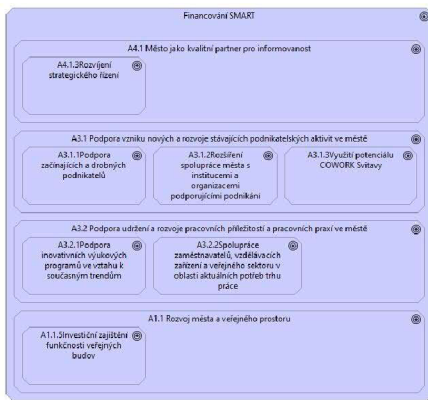 Financování SMART
A4.1 Město jako kvalitní partner pro informovanost
A4.1.3Rozvíjení
strategického řízení
A3.1 Podpora vzniku nových a rozvoje stávajících podnikatelských aktivit ve městě
A3.1.1Podpora
začínajících a drobných
podnikatelů
A3.1.2Rozšíření
spolupráce města s
institucemi a
organizacemi
podporujícími podnikání
A3.1.3Využití potenciálu
COWORK Svitavy
A3.2 Podpora udržení a rozvoje pracovních příležitostí a pracovních praxí ve městě
A3.2.1Podpora
inovativních výukových
programů ve vztahu k
současným trendům
A3.2.2Spolupráce
zaměstnavatelů, vzdělávacích
zařízení a veřejného sektoru v
oblasti aktuálních potřeb trhu
práce
A1.1 Rozvoj města a veřejného prostoru
A1.1.5Investiční zajištění
funkčnosti veřejných
budov